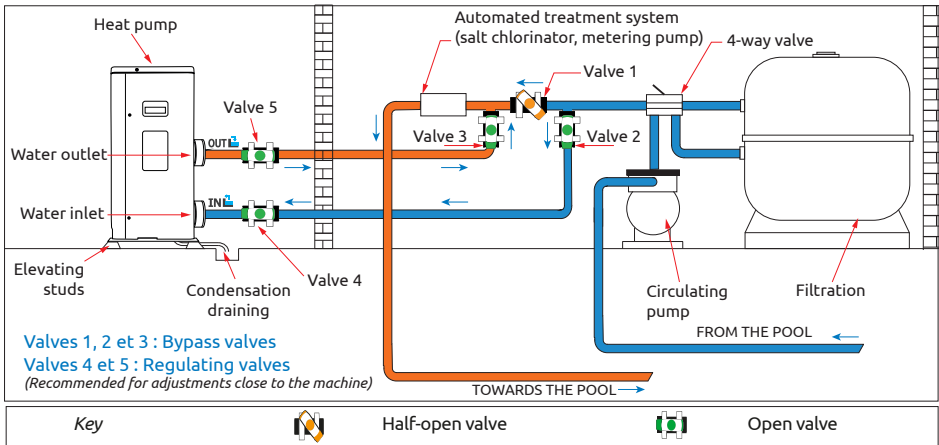 Heat pump
Automated treatment system
(salt chlorinator, metering pump)
4-way valve
Valve 1
Valve 5
Valve 3
Valve 2
OUT
Water outlet
IN
Water inlet
Valve 4
Elevating
studs
Condensation
draining
Circulating
pump
Filtration
FROM THE POOL
Valves 1, 2 et 3 : Bypass valves
Valves 4 et 5 : Regulating valves
(Recommended for adjustments close to the machine)
TOWARDS THE POOL
Key
Half-open valve
Open valve